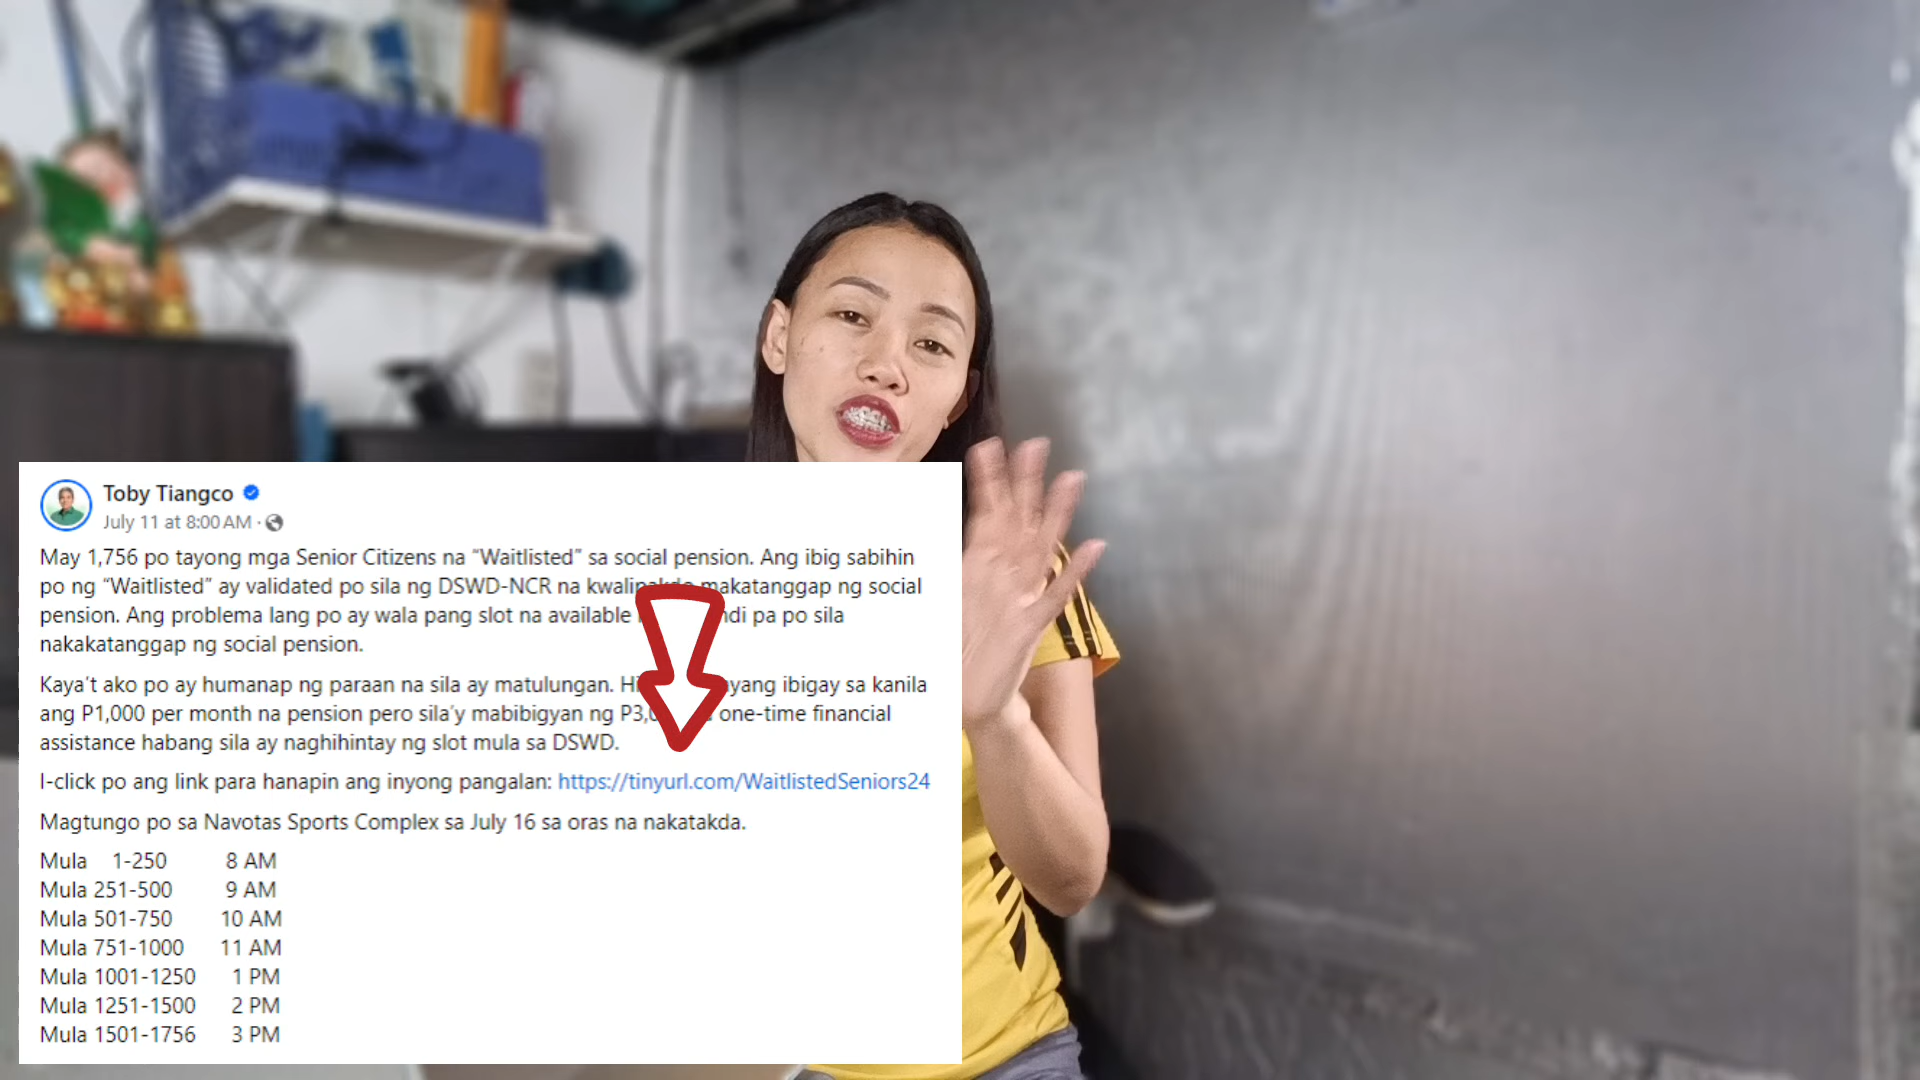 Toby Tiangco
July 11 at 8:00 AM ·
May 1,756 po tayong mga Senior Citizens na “Waitlisted” sa social pension. Ang ibig sabihin
po ng “Waitlisted” ay validated po sila ng DSWD-NCR na makatanggap ng social
pension. Ang problema lang po ay wala pang slot na available pa po sila
nakakatanggap ng social pension.
Kaya’t ako po ay humanap ng paraan na sila ay matulungan. ibigay sa kanila
ang P1,000 per month na pension pero sila’y mabibigyan ng one-time financial
assistance habang sila ay naghihintay ng slot mula sa DSWD.
I-click po ang link para hanapin ang inyong pangalan: https://tinyurl.com/WaitlistedSeniors24
Magtungo po sa Navotas Sports Complex sa July 16 sa oras na nakatakda.
Mula 1-250 8 AM
Mula 251-500 9 AM
Mula 501-750 10 AM
Mula 751-1000 11 AM
Mula 1001-1250 1 PM
Mula 1251-1500 2 PM
Mula 1501-1756 3 PM